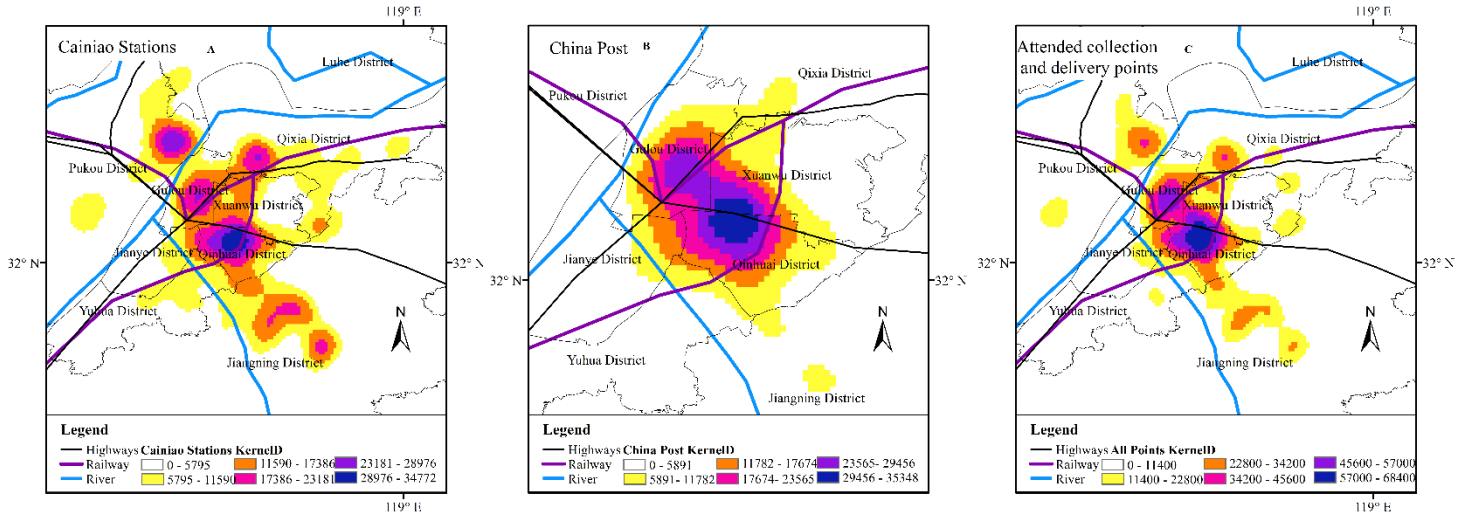 119° E
Cainiao Stations A
Luhe District
Qixia District
Pukou District
Gulou District
Xuanwu District
Jianye District
Qinhuai District
32° N
32° N
Yuhua District
N
Jiangning District
Legend
Highways Cainiao Stations KernelD
Railway 0 - 5795 11590 - 17386 23181 - 28976
River 5795 - 11590 17386 - 23181 28976 - 34772
119° E
China Post B
Qixia District
Pukou District
Gulou District
Xuanwu District
Jianye District
Qinhuai District
32° N
32° N
Yuhua District
N
Jiangning District
Legend
Highways China Post KernelD
Railway 0 - 5891 11782 - 17674 23565- 29456
River 5891- 11782 17674- 23565 29456 - 35348
119° E
Attended collection C
and delivery points
Luhe District
Qixia District
Pukou District
Gulou District
Xuanwu District
Jianye District
Qinhuai District
32° N
Yuhua District
N
Jiangning District
Legend
Highways All Points KernelD
Railway 0 - 11400 22800 - 34200 45600 - 57000
River 11400 - 22800 34200 - 45600 57000 - 68400
119° E